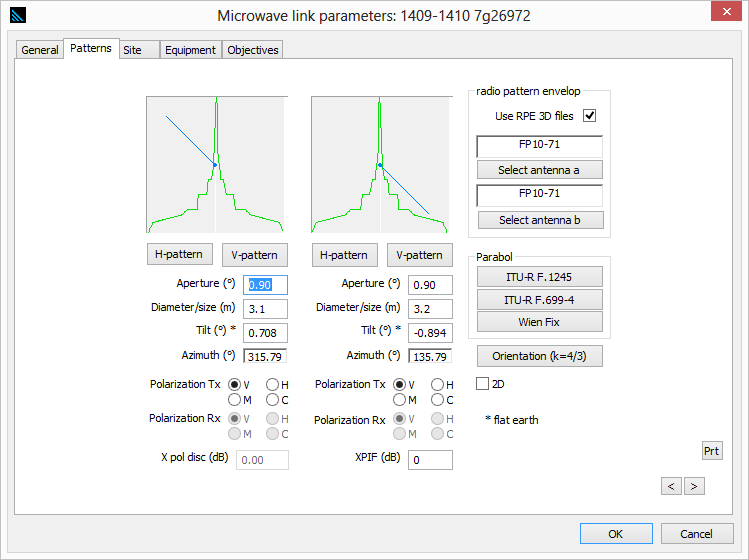 Microwave link parameters: 1409-1410 7g26972
General Patterns Site Equipment Objectives
radio pattern envelop
Use RPE 3D files
FP10-71
Select antenna a
FP10-71
Select antenna b
H-pattern V-pattern H-pattern V-pattern
Parabol
Aperture (°) 0.90 Aperture (°) 0.90 ITU-R F.1245
Diameter/size (m) 3.1 Diameter/size (m) 3.2 ITU-R F.699-4
Tilt (°) * 0.708 Tilt (°) * -0.894 Wien Fix
Azimuth (°) 315.79 Azimuth (°) 135.79 Orientation (k=4/3)
Polarization Tx V H Polarization Tx V H 2D
M C M C
Polarization Rx V H Polarization Rx V H * flat earth
M C M C
X pol disc (dB) 0.00 XPIF (dB) 0 Prt
< >
OK Cancel